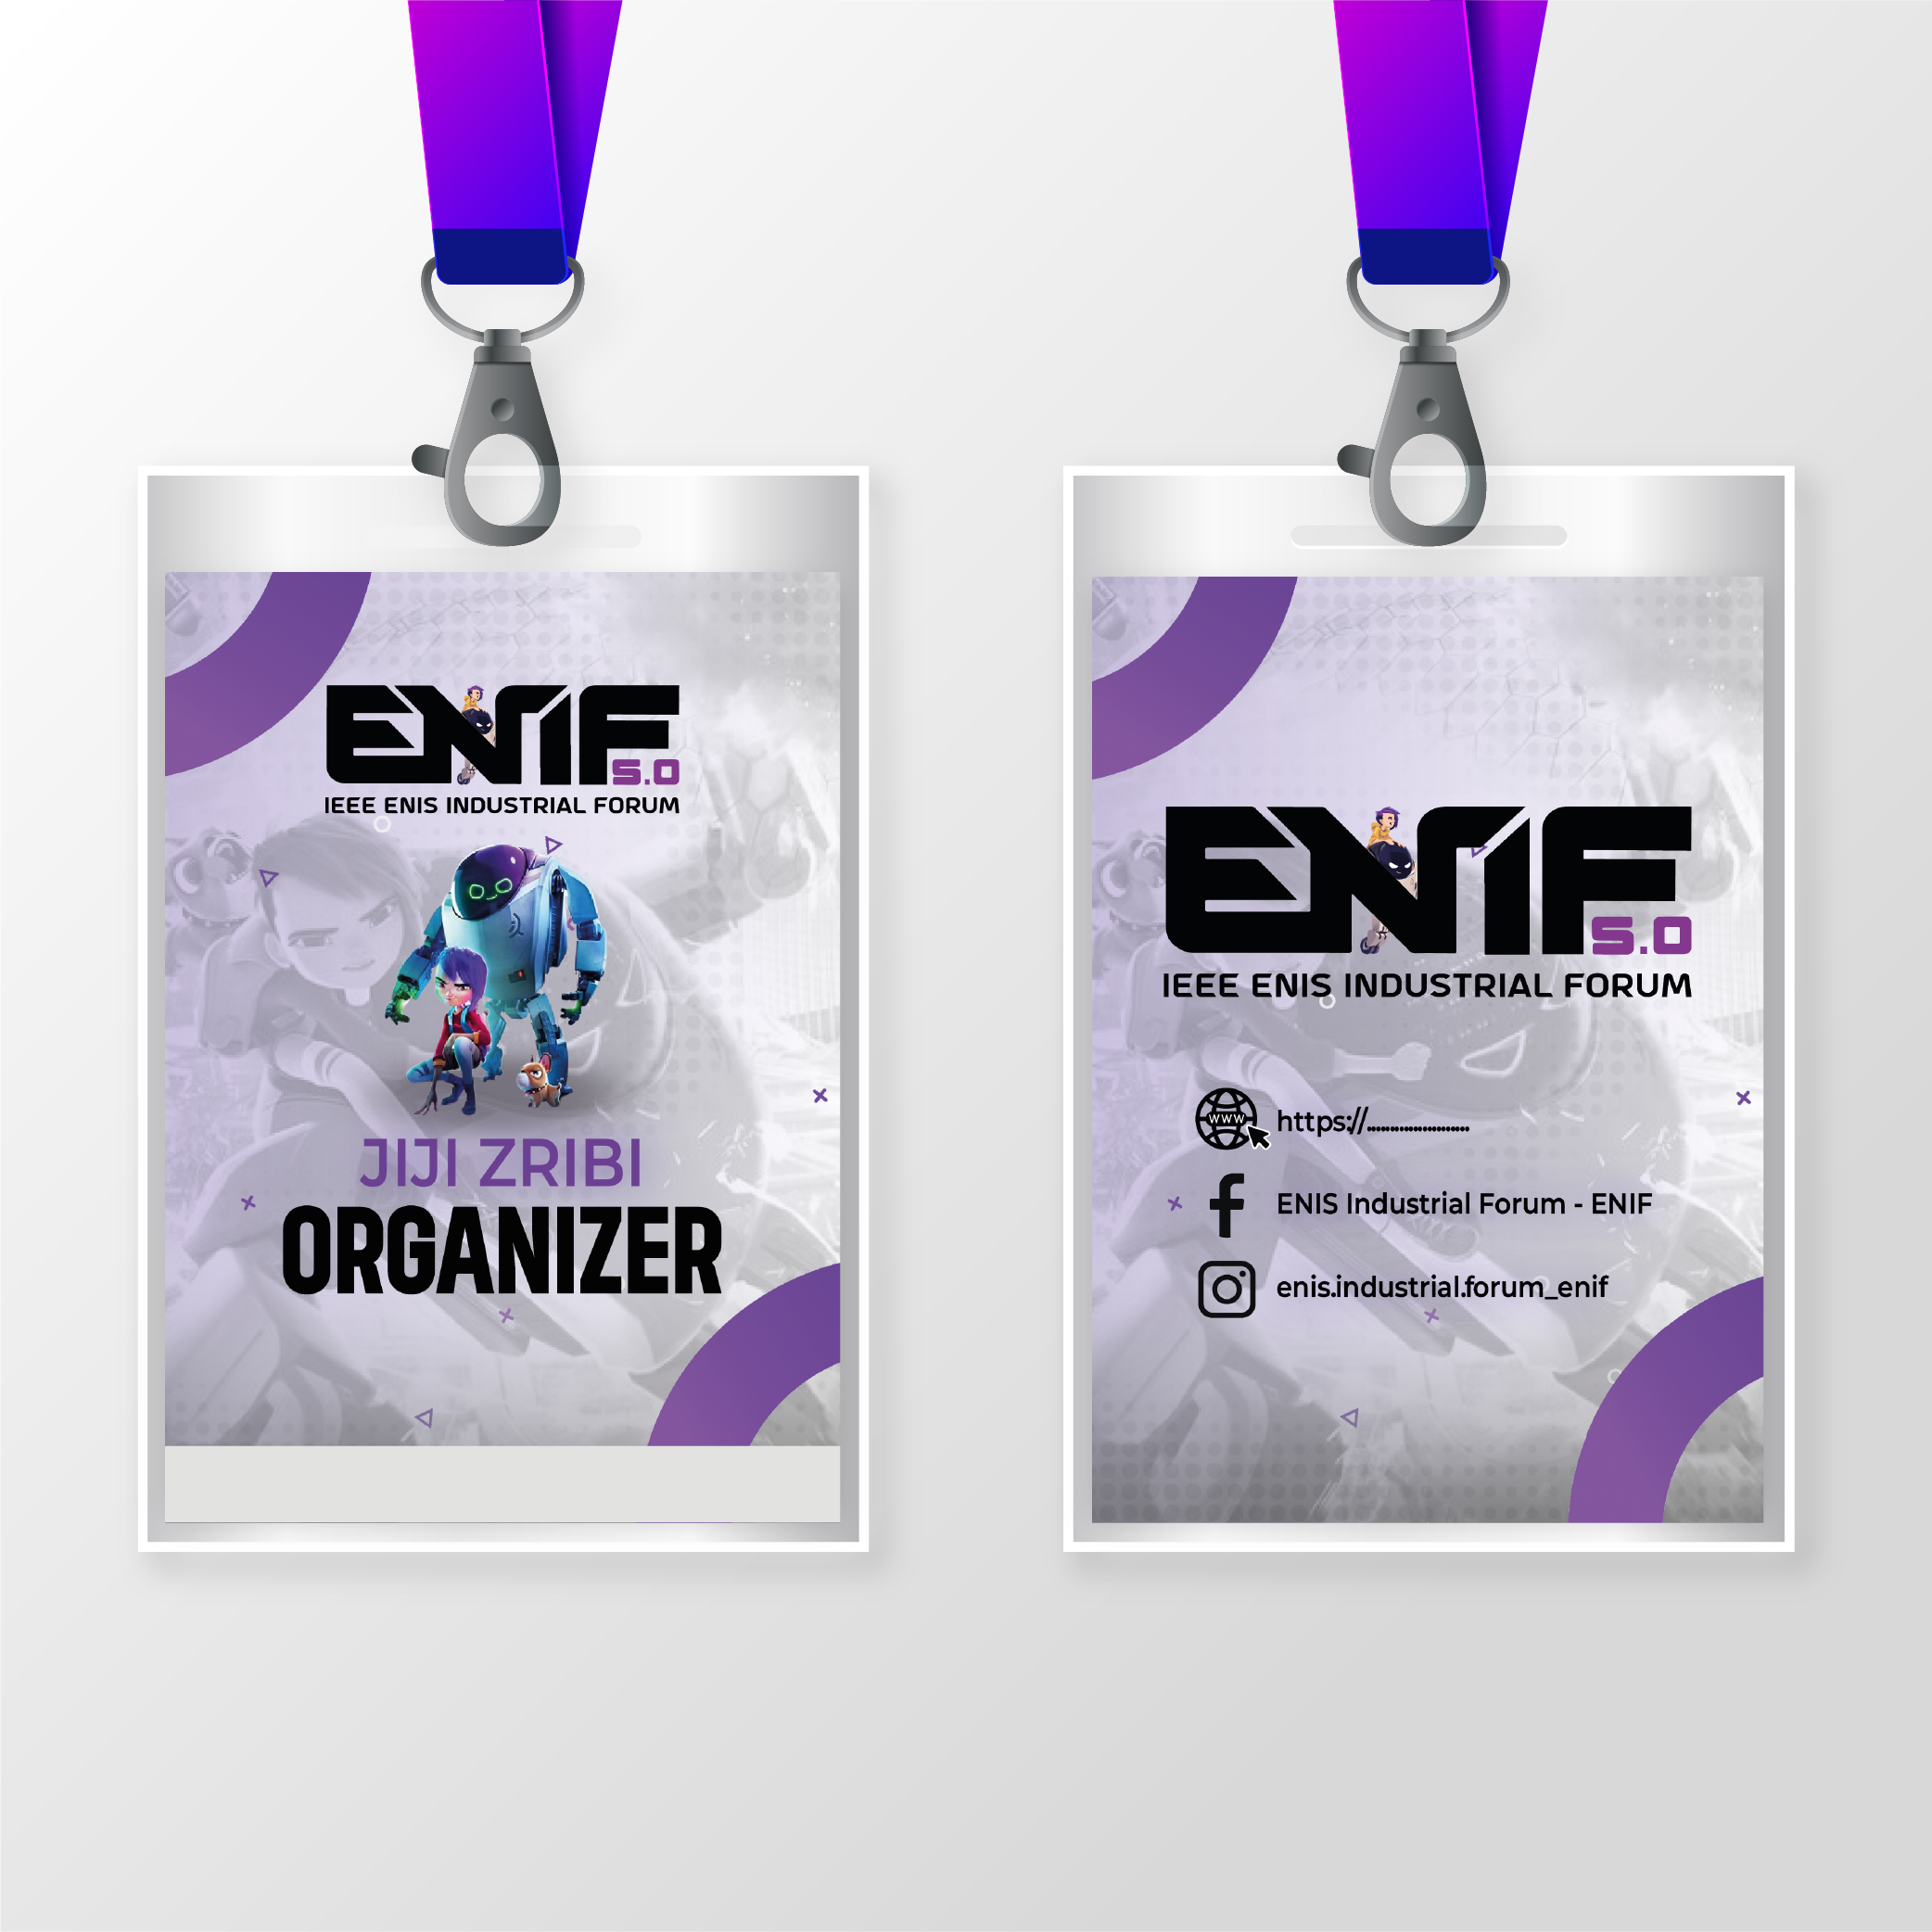 ENIF
5.0
IEEE ENIS INDUSTRIAL FORUM
JIJI ZRIBI
ORGANIZER
ENIF
5.0
IEEE ENIS INDUSTRIAL FORUM
WWW
https://......................
ENIS Industrial Forum - ENIF
enis.industrial.forum_enif